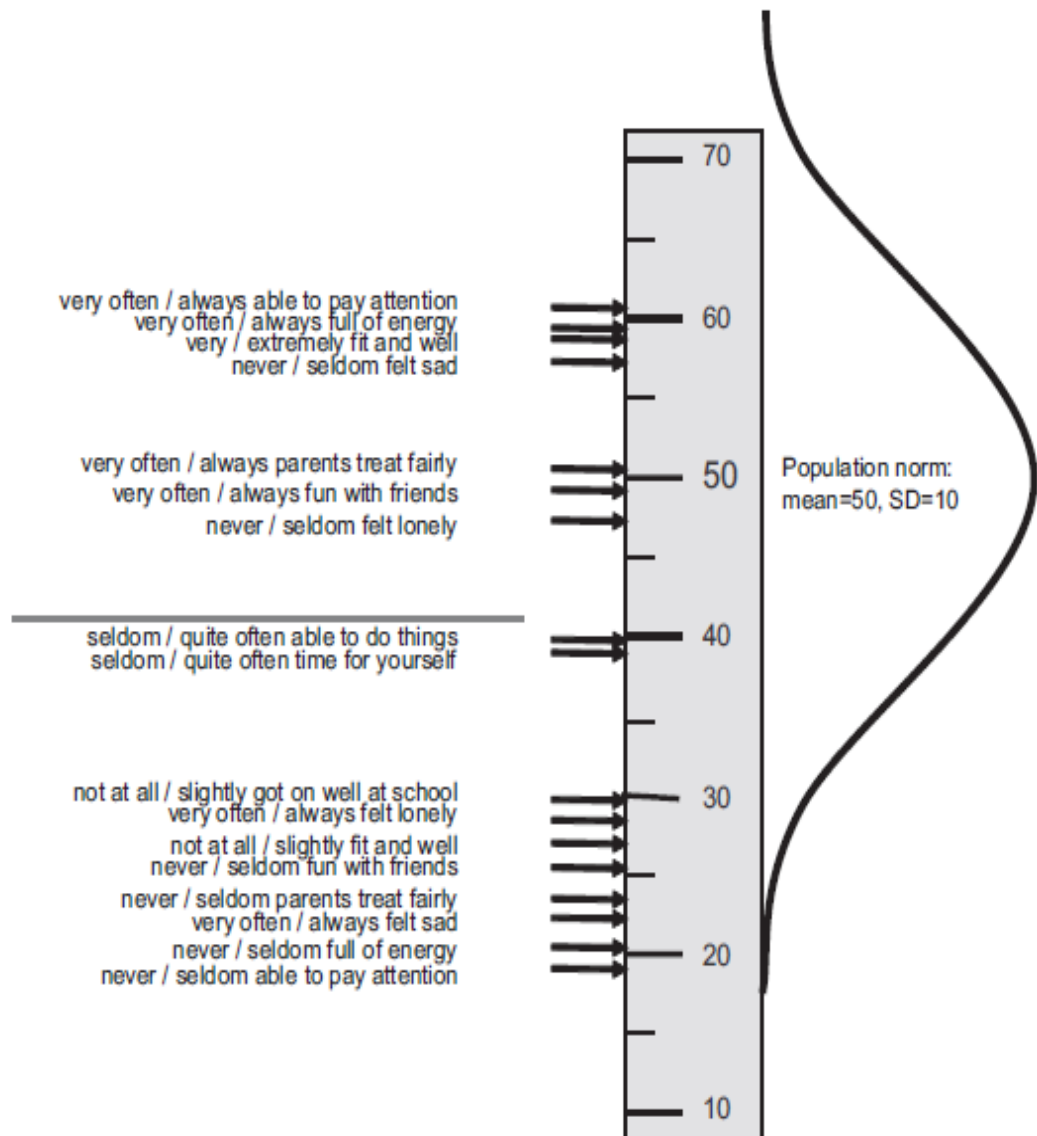 70
very often / always able to pay attention
60
very often / always full of energy
very / extremely fit and well
never / seldom felt sad
very often / always parents treat fairly
50
Population norm:
mean=50, SD=10
very often / always fun with friends
never / seldom felt lonely
seldom / quite often able to do things
40
seldom / quite often time for yourself
not at all / slightly got on well at school
30
very often / always felt lonely
not at all / slightly fit and well
never / seldom fun with friends
never / seldom parents treat fairly
very often / always felt sad
never / seldom full of energy
20
never / seldom able to pay attention
10